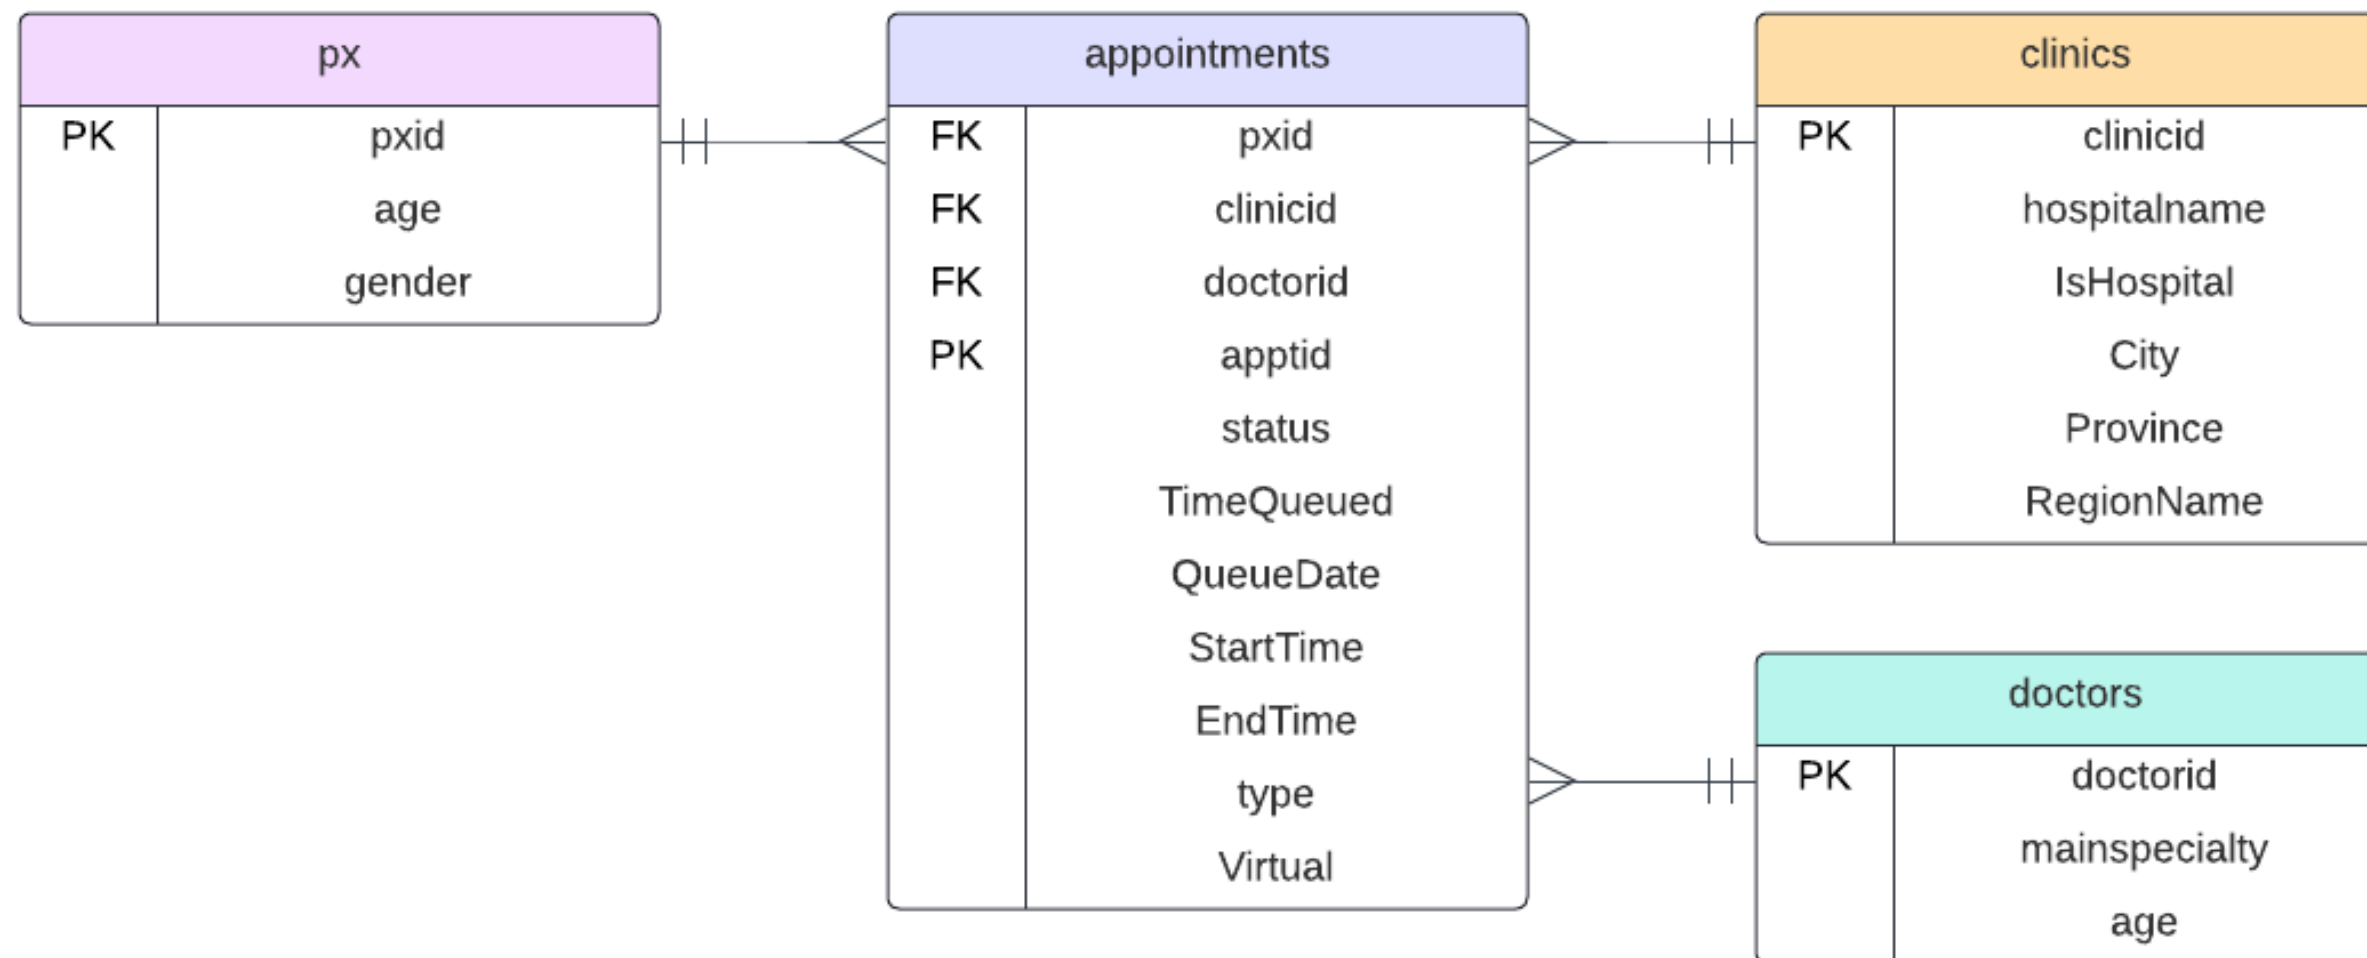 px
PK pxid
age
gender
appointments
FK pxid
FK clinicid
FK doctorid
PK apptid
status
TimeQueued
QueueDate
StartTime
EndTime
type
Virtual
clinics
PK clinicid
hospitalname
IsHospital
City
Province
RegionName
doctors
PK doctorid
mainspecialty
age